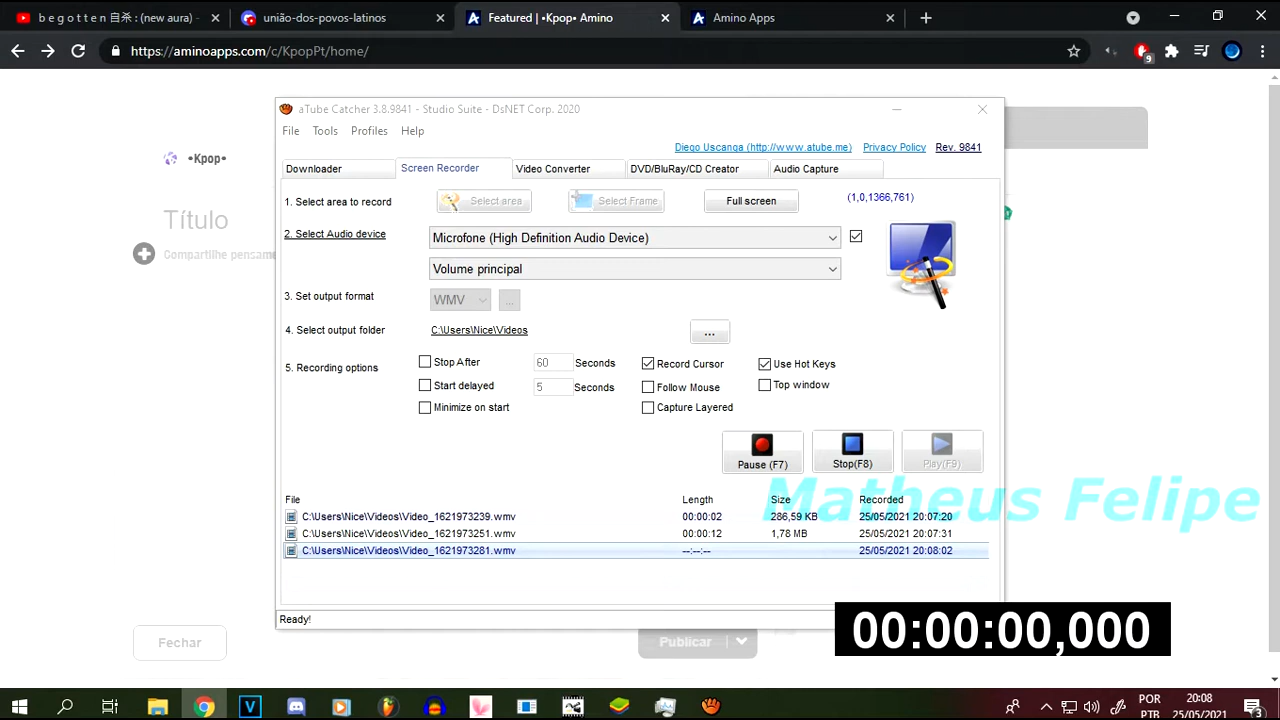 b e g o t t e n 自杀 : (new aura) - (
união-dos-povos-latinos
Featured | •Kpop• Amino
Amino Apps
https://aminoapps.com/c/KpopPt/home/
9
aTube Catcher 3.8.9841 - Studio Suite - DsNET Corp. 2020
File Tools Profiles Help
Diego Uscanga (http://www.atube.me) Privacy Policy Rev. 9841
Downloader Screen Recorder Video Converter DVD/BluRay/CD Creator Audio Capture
•Kpop•
Título
Compartilhe pensame
1. Select area to record Select area Select Frame Full screen (1,0,1366,761)
2. Select Audio device Microfone (High Definition Audio Device)
Volume principal
3. Set output format WMV ...
4. Select output folder C:\Users\Nice\Videos ...
5. Recording options
Stop After 60 Seconds Record Cursor Use Hot Keys
Start delayed 5 Seconds Follow Mouse Top window
Minimize on start Capture Layered
Pause (F7) Stop(F8) Play(F9)
File Length Size Recorded
C:\Users\Nice\Videos\Video_1621973239.wmv 00:00:02 286,59 KB 25/05/2021 20:07:20
C:\Users\Nice\Videos\Video_1621973251.wmv 00:00:12 1,78 MB 25/05/2021 20:07:31
C:\Users\Nice\Videos\Video_1621973281.wmv --:--:-- 25/05/2021 20:08:02
Matheus Felipe
Ready!
00:00:00,000
Fechar
Publicar
POR
PTB
20:08
25/05/2021
3